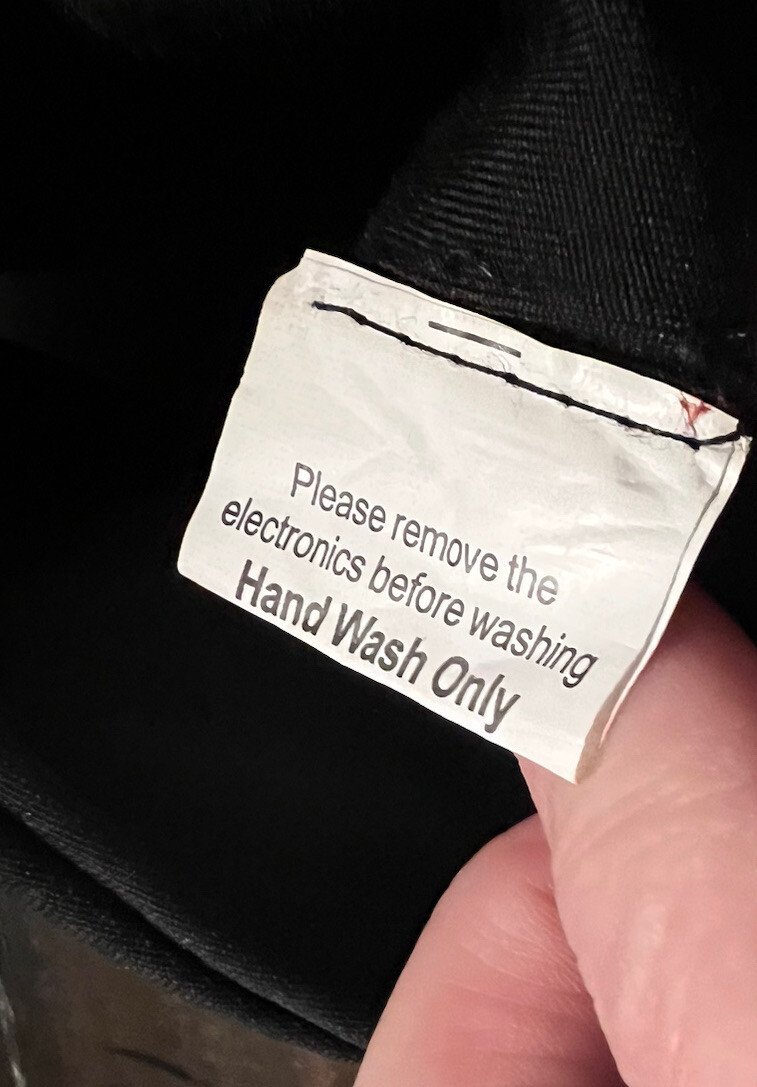 Please remove the
electronics before washing
Hand Wash Only